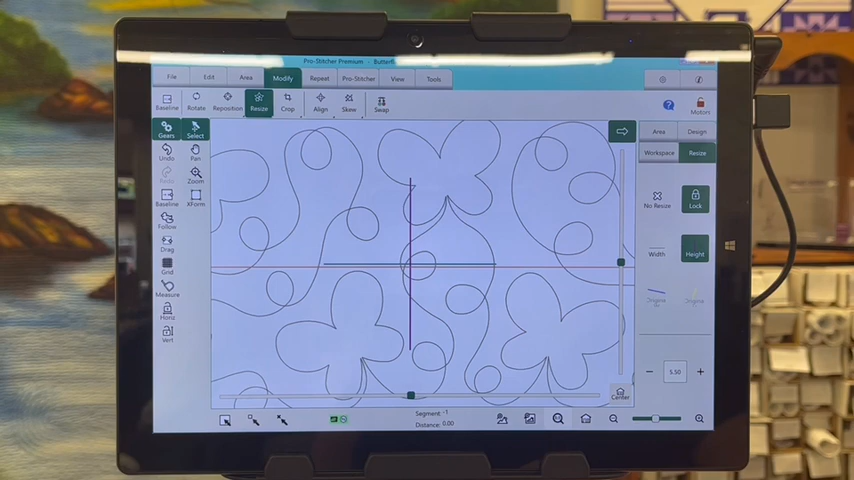 Pro-Stitcher Premium - Butterfl
File Edit Area Modify Repeat Pro-Stitcher View Tools
Baseline Rotate Reposition Resize Crop Align Skew Swap Motors
Gears Select
Area Design
Undo Pan
Workspace Resize
Redo Zoom
Baseline XForm
No Resize Lock
Follow
Drag
Width Height
Grid
Measure
Horiz
Vert
5.50
Center
Segment -1
Distance: 0.00